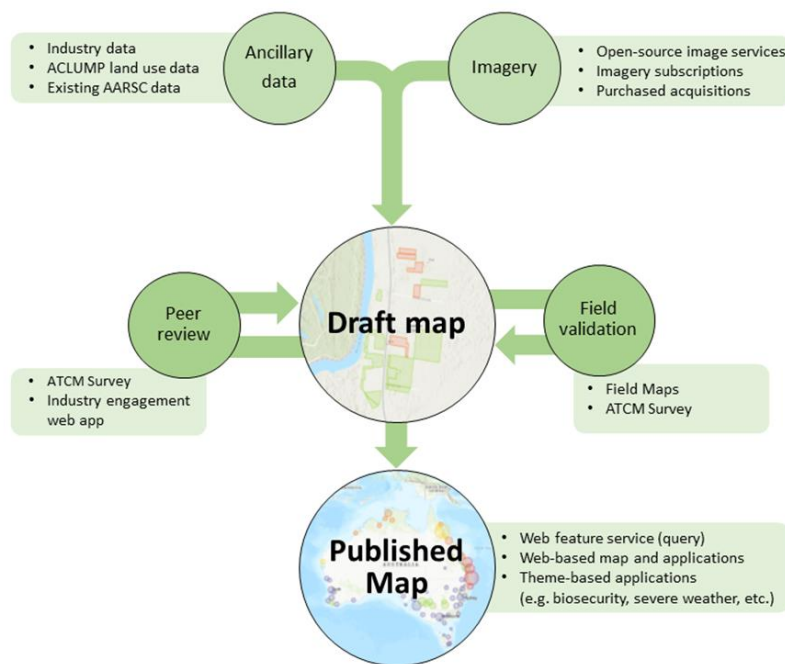 • Industry data
• ACLUMP land use data
• Existing AARSC data
Ancillary
data
Imagery
• Open-source image services
• Imagery subscriptions
• Purchased acquisitions
Peer
review
• ATCM Survey
• Industry engagement
web app
Draft map
Field
validation
• Field Maps
• ATCM Survey
Published
Map
AUSTRALIA
• Web feature service (query)
• Web-based map and applications
• Theme-based applications
(e.g. biosecurity, severe weather, etc.)